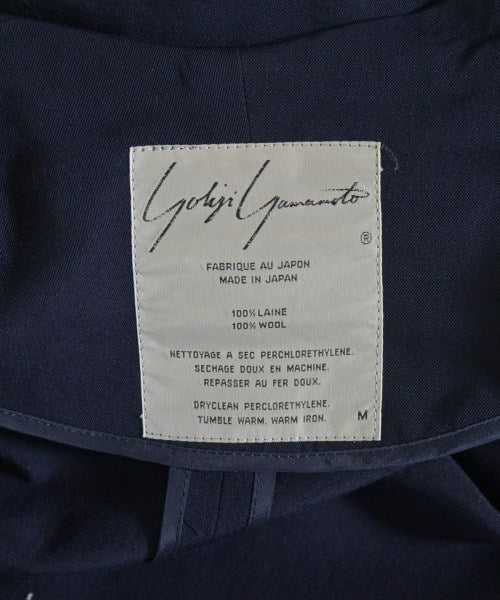 Yohji Yamamoto
®
FABRIQUE AU JAPON
MADE IN JAPAN
100% LAINE
100% WOOL
NETTOYAGE A SEC PERCHLORETHYLENE.
SECHAGE DOUX EN MACHINE.
REPASSER AU FER DOUX.
DRYCLEAN PERCLORETHYLENE.
TUMBLE WARM, WARM IRON.
M